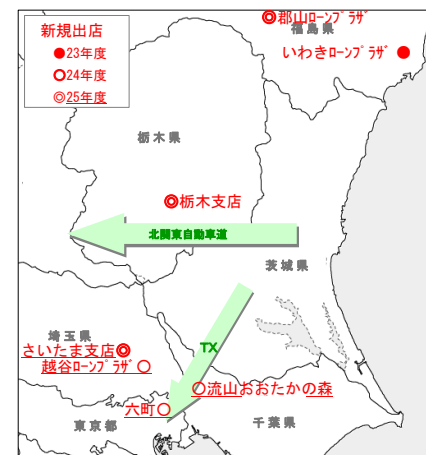 新規出店
●23年度
○24年度
◎25年度
◎郡山ローンプラザ
福島県
いわきローンプラザ ●
栃木県
◎栃木支店
北関東自動車道
茨城県
埼玉県
さいたま支店◎
越谷ローンプラザ○
TX
○流山おおたかの森
六町○
東京都
千葉県